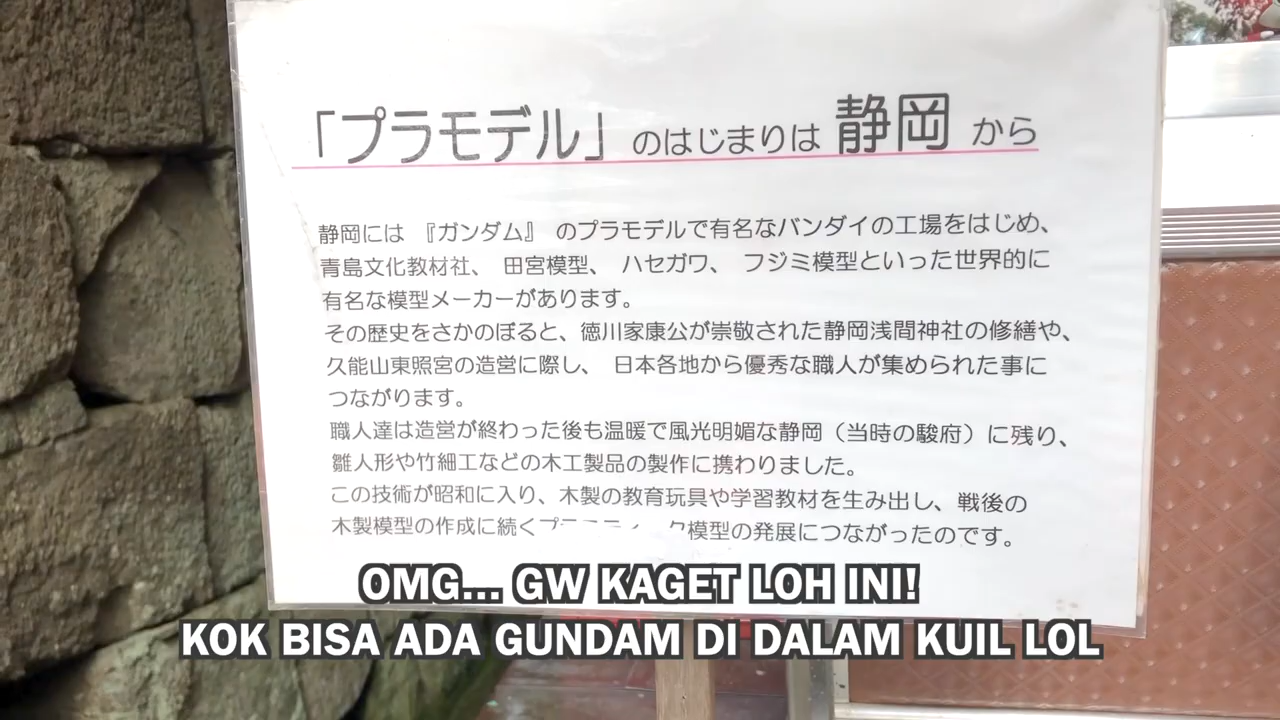 「プラモデル」のはじまりは 静岡 から
静岡には 『ガンダム』 のプラモデルで有名なバンダイの工場をはじめ、
青島文化教材社、 田宮模型、 ハセガワ、 フジミ模型といった世界的に
有名な模型メーカーがあります。
その歴史をさかのぼると、徳川家康公が崇敬された静岡浅間神社の修繕や、
久能山東照宮の造営に際し、 日本各地から優秀な職人が集められた事に
つながります。
職人達は造営が終わった後も温暖で風光明媚な静岡（当時の駿府）に残り、
雛人形や竹細工などの木工製品の製作に携わりました。
この技術が昭和に入り、木製の教育玩具や学習教材を生み出し、戦後の
木製模型の作成に続く模型の発展につながったのです。
OMG... GW KAGET LOH INI!
KOK BISA ADA GUNDAM DI DALAM KUIL LOL